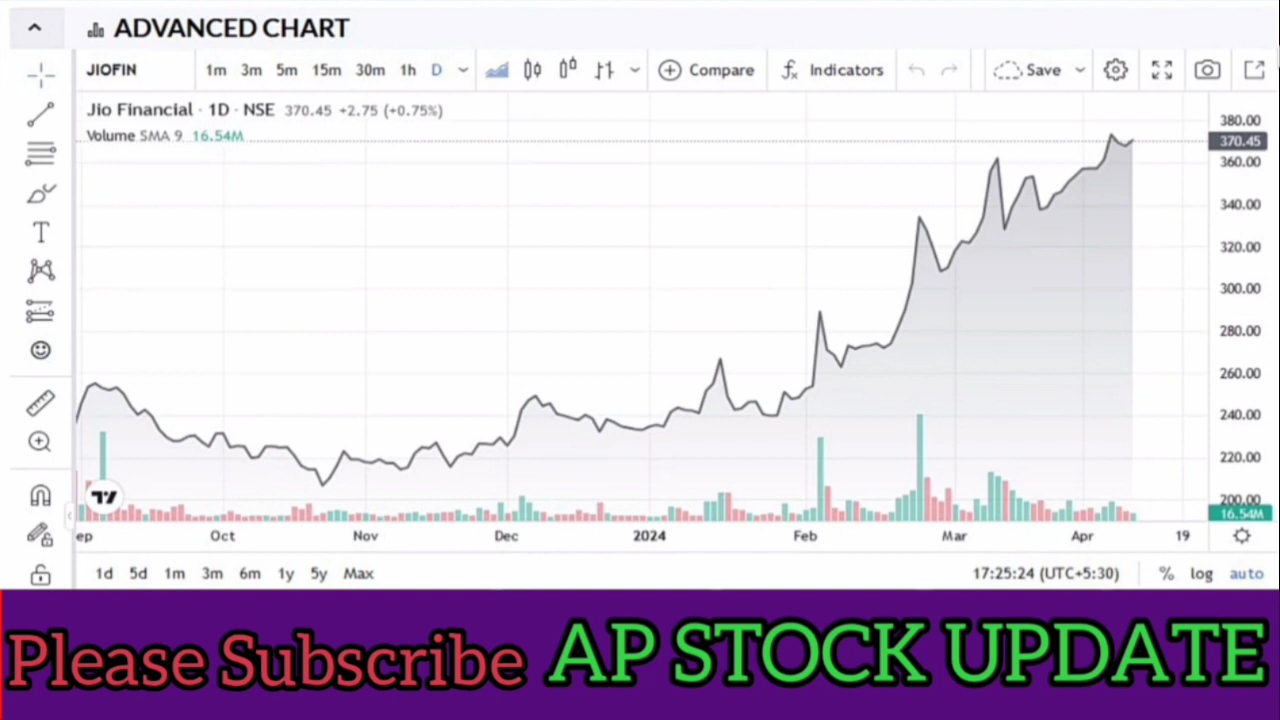 ADVANCED CHART
JIOFIN 1m 3m 5m 15m 30m 1h D Compare fx Indicators Save
Jio Financial · 1D · NSE 370.45 +2.75 (+0.75%)
Volume SMA 9 16.54M
380.00
370.45
360.00
340.00
320.00
300.00
280.00
260.00
240.00
220.00
200.00
16.54M
ep Oct Nov Dec 2024 Feb Mar Apr 19
1d 5d 1m 3m 6m 1y 5y Max 17:25:24 (UTC+5:30) % log auto
Please Subscribe AP STOCK UPDATE